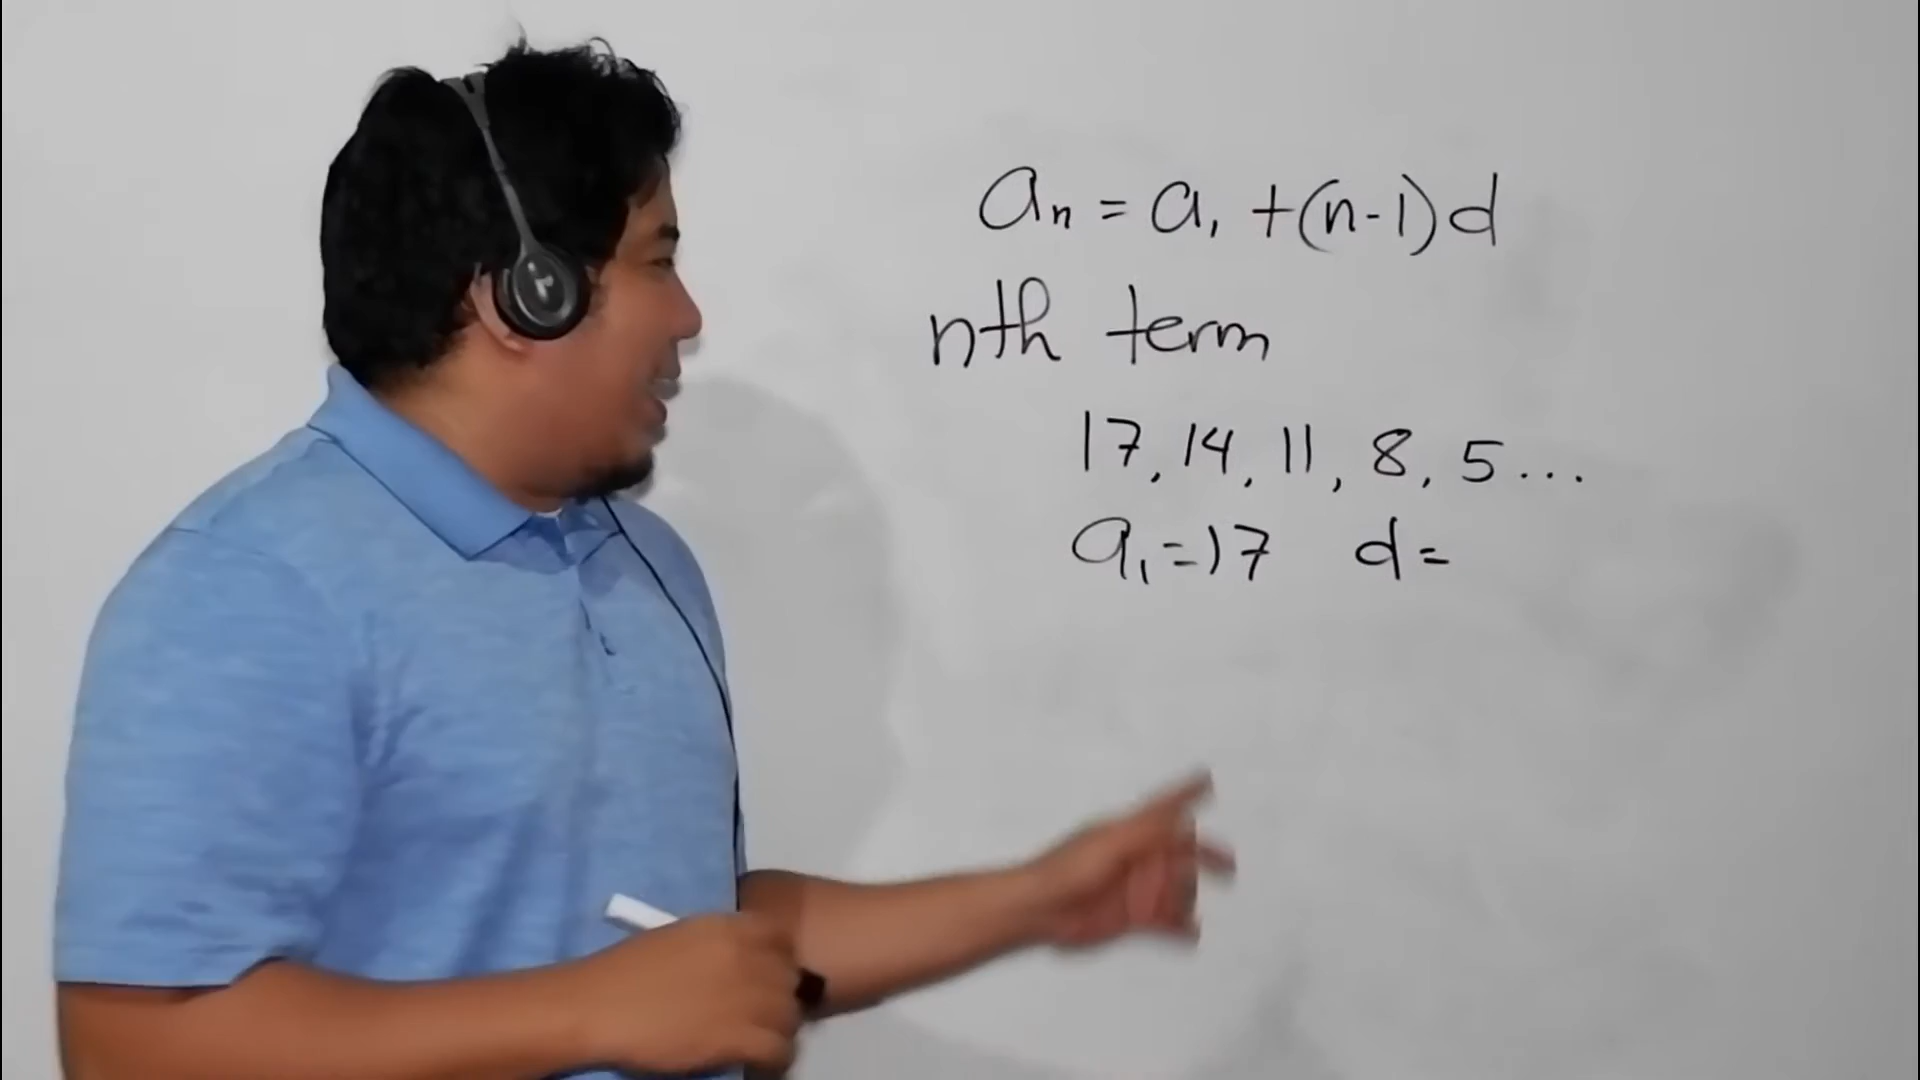 an = a1 + (n-1)d
nth term
17, 14, 11, 8, 5...
a1 = 17 d =